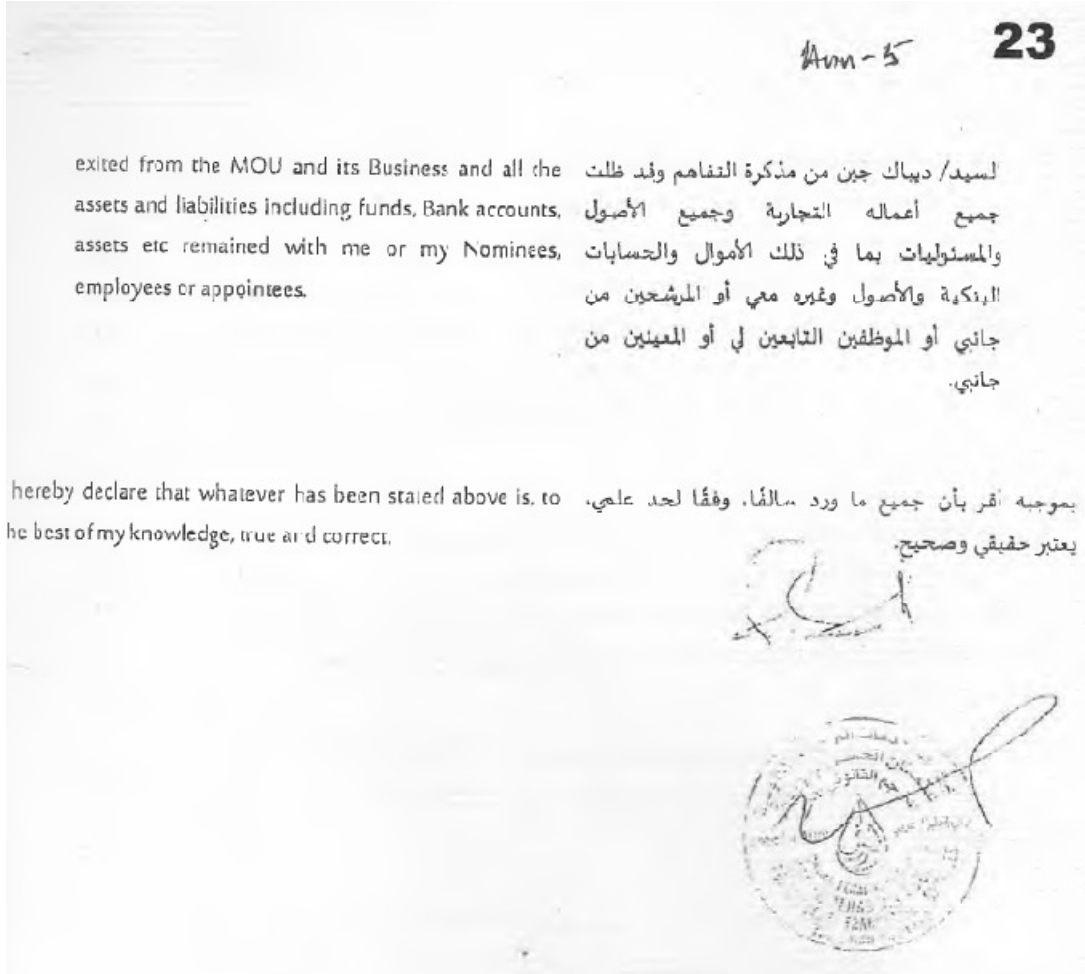 23
Ann-5
exited from the MOU and its Business and all the
assets and liabilities including funds, Bank accounts,
assets etc remained with me or my Nominees,
employees or appointees.
لسيد/ ديباك جين من مذكرة التفاهم وقد ظلت
جميع أعماله التجارية وجميع الأصول
والمسئوليات بما في ذلك الأموال والحسابات
البنكية والأصول وغيره معي أو المرشحين من
جانبي أو الموظفين التابعين لي أو المعينين من
جانبي.
hereby declare that whatever has been stated above is, to
he best of my knowledge, true and correct.
بموجبه أقر بأن جميع ما ورد سالفًا، وفقًا لحد علمي،
يعتبر حقيقي وصحيح.